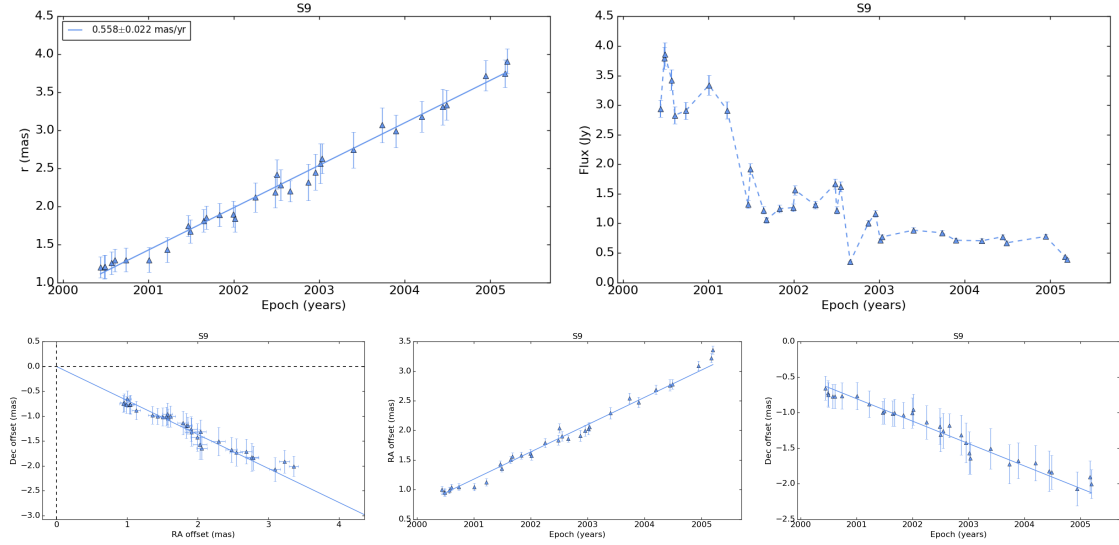 S9
4.5
4.0
3.5
3.0
2.5
2.0
1.5
1.0
r (mas)
0.558±0.022 mas/yr
2000 2001 2002 2003 2004 2005
Epoch (years)
S9
4.5
4.0
3.5
3.0
2.5
2.0
1.5
1.0
0.5
0.0
Flux (Jy)
2000 2001 2002 2003 2004 2005
Epoch (years)
S9
0.5
0.0
−0.5
−1.0
−1.5
−2.0
−2.5
−3.0
Dec offset (mas)
0 1 2 3 4
RA offset (mas)
S9
3.5
3.0
2.5
2.0
1.5
1.0
0.5
RA offset (mas)
2000 2001 2002 2003 2004 2005
Epoch (years)
S9
0.0
−0.5
−1.0
−1.5
−2.0
−2.5
Dec offset (mas)
2000 2001 2002 2003 2004 2005
Epoch (years)